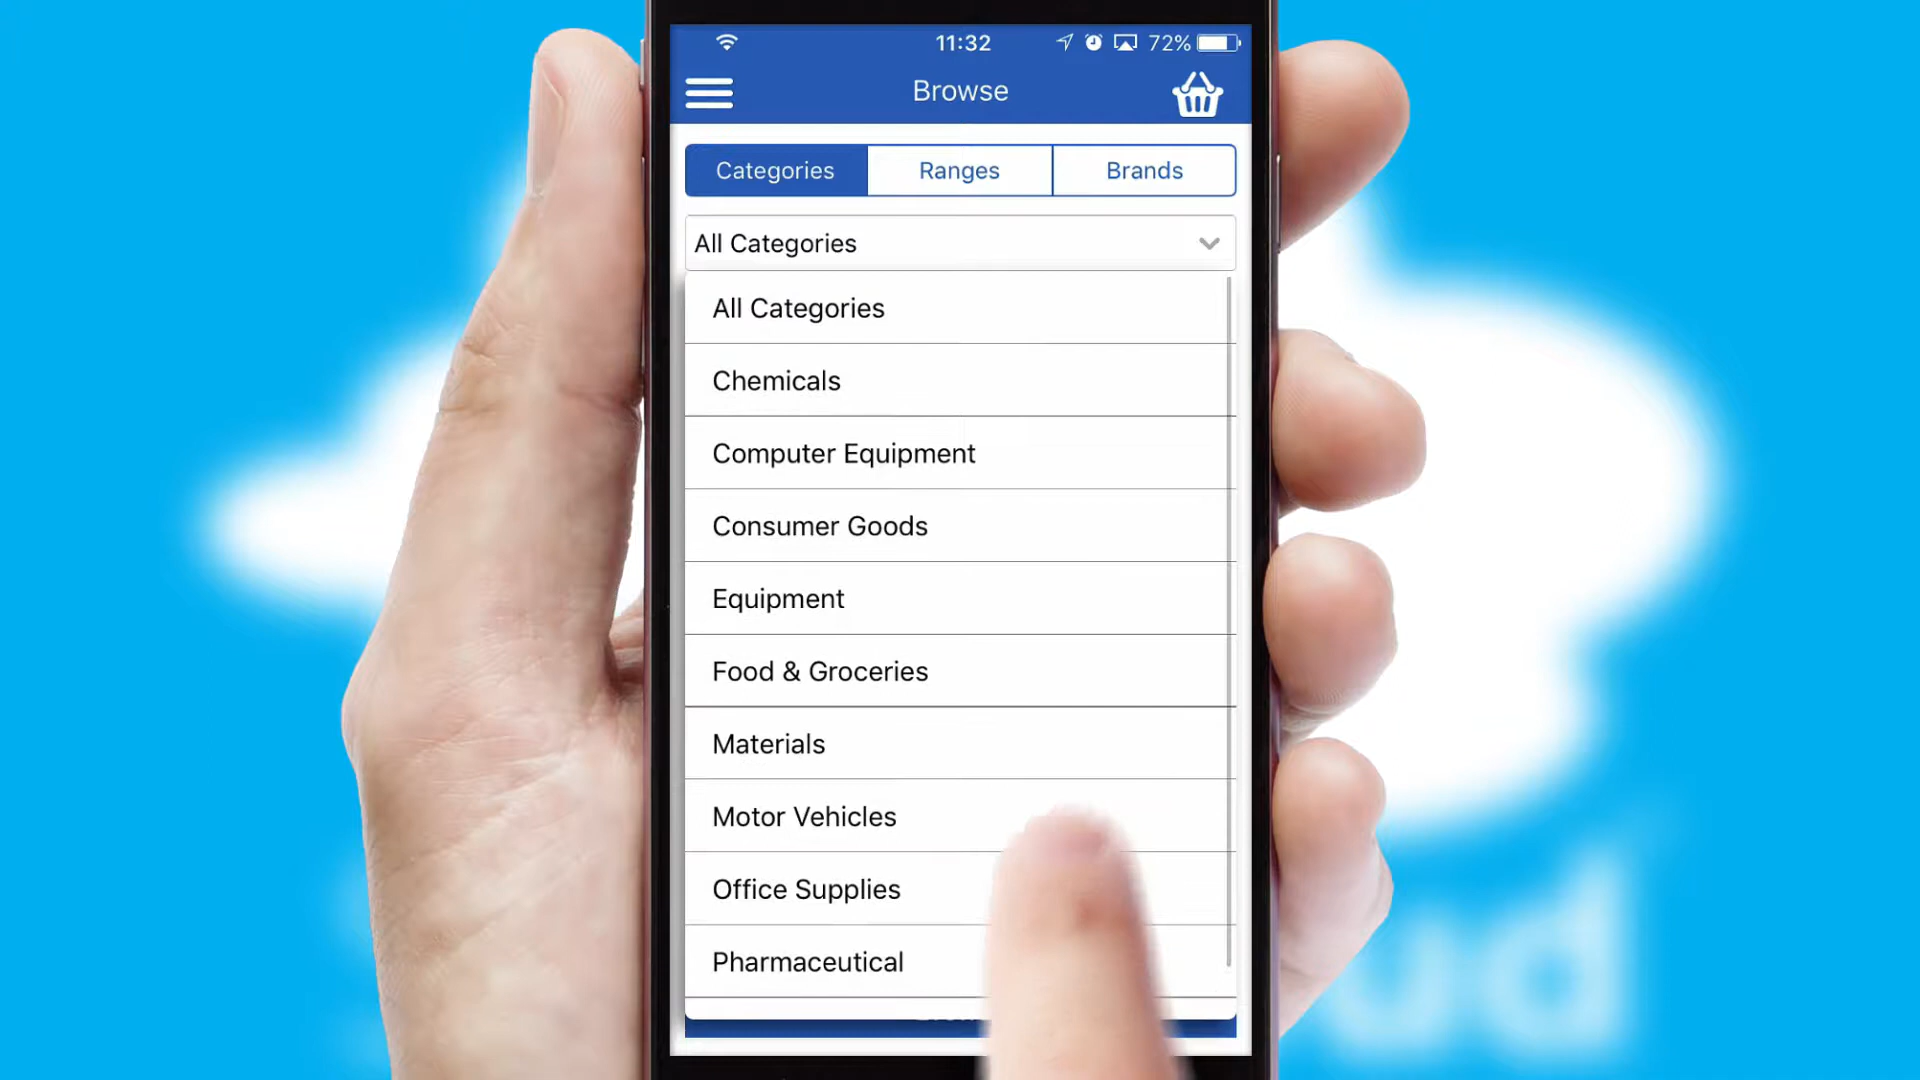 11:32
72%
Browse
Categories
Ranges
Brands
All Categories
All Categories
Chemicals
Computer Equipment
Consumer Goods
Equipment
Food & Groceries
Materials
Motor Vehicles
Office Supplies
Pharmaceutical
ud